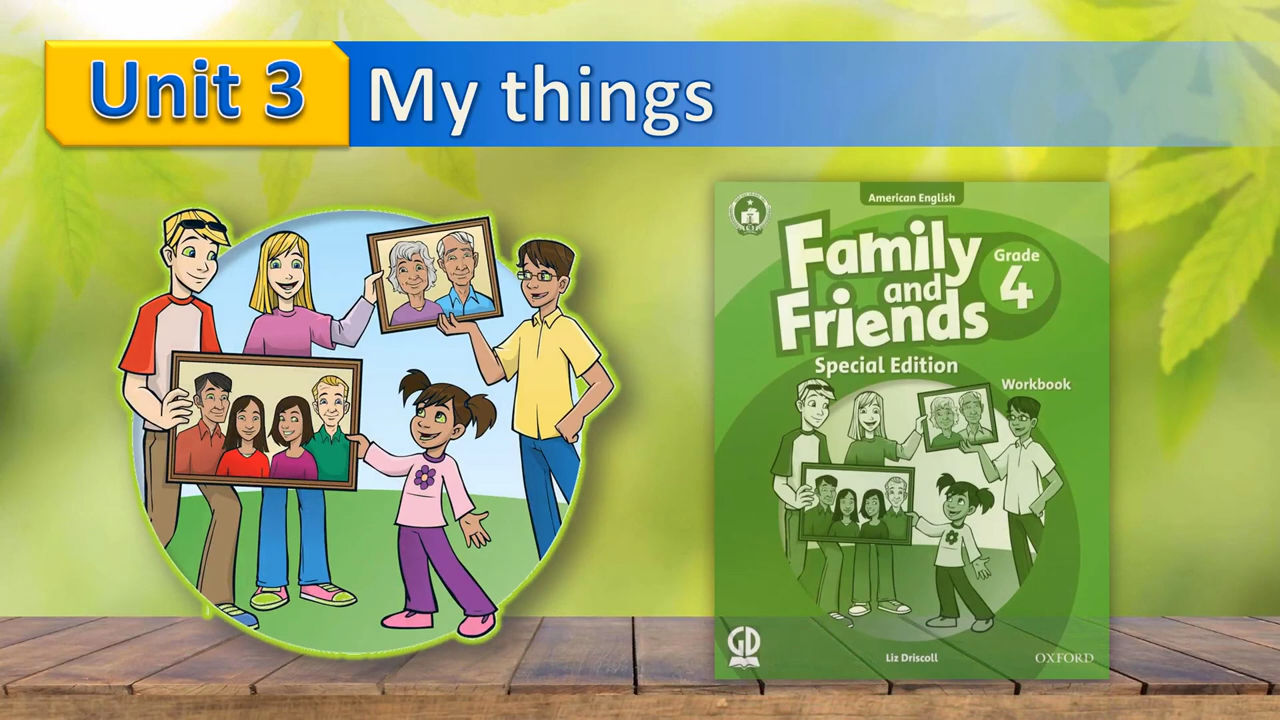 Unit 3 My things
American English
Family
and
Friends
Grade
4
Special Edition
Workbook
GD
Liz Driscoll
OXFORD